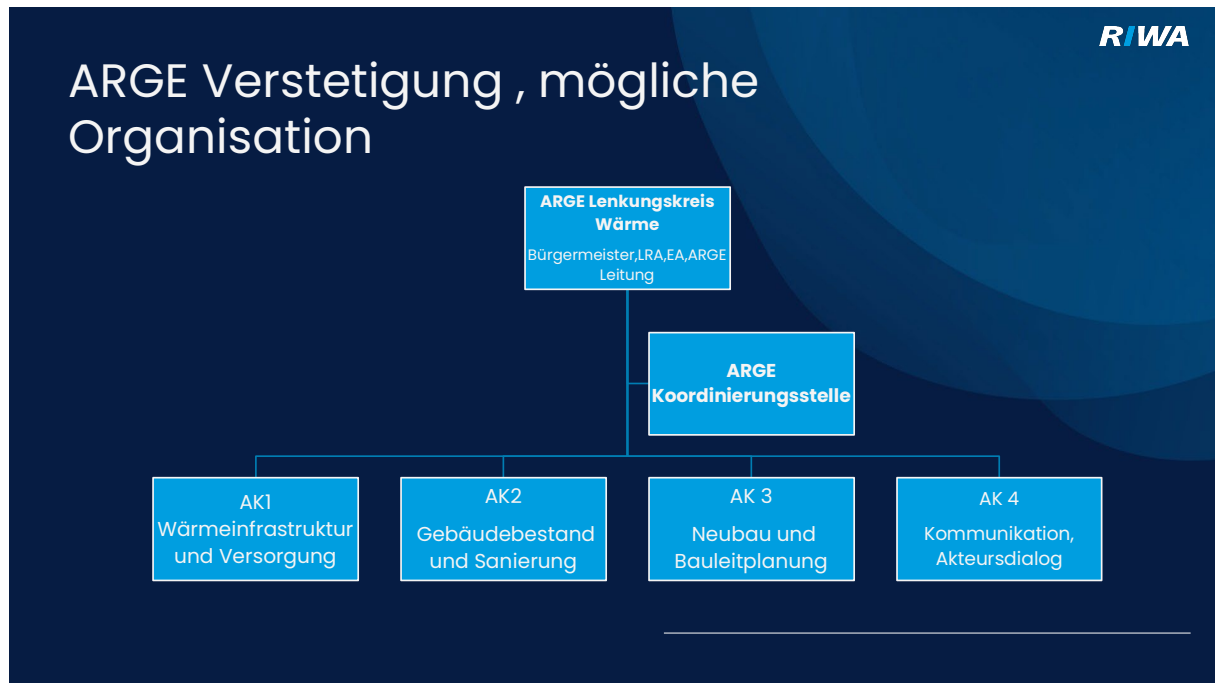 RIWA
ARGE Verstetigung , mögliche
Organisation
ARGE Lenkungskreis
Wärme
Bürgermeister,LRA,EA,ARGE
Leitung
ARGE
Koordinierungsstelle
AK1
Wärmeinfrastruktur
und Versorgung
AK2
Gebäudebestand
und Sanierung
AK 3
Neubau und
Bauleitplanung
AK 4
Kommunikation,
Akteursdialog